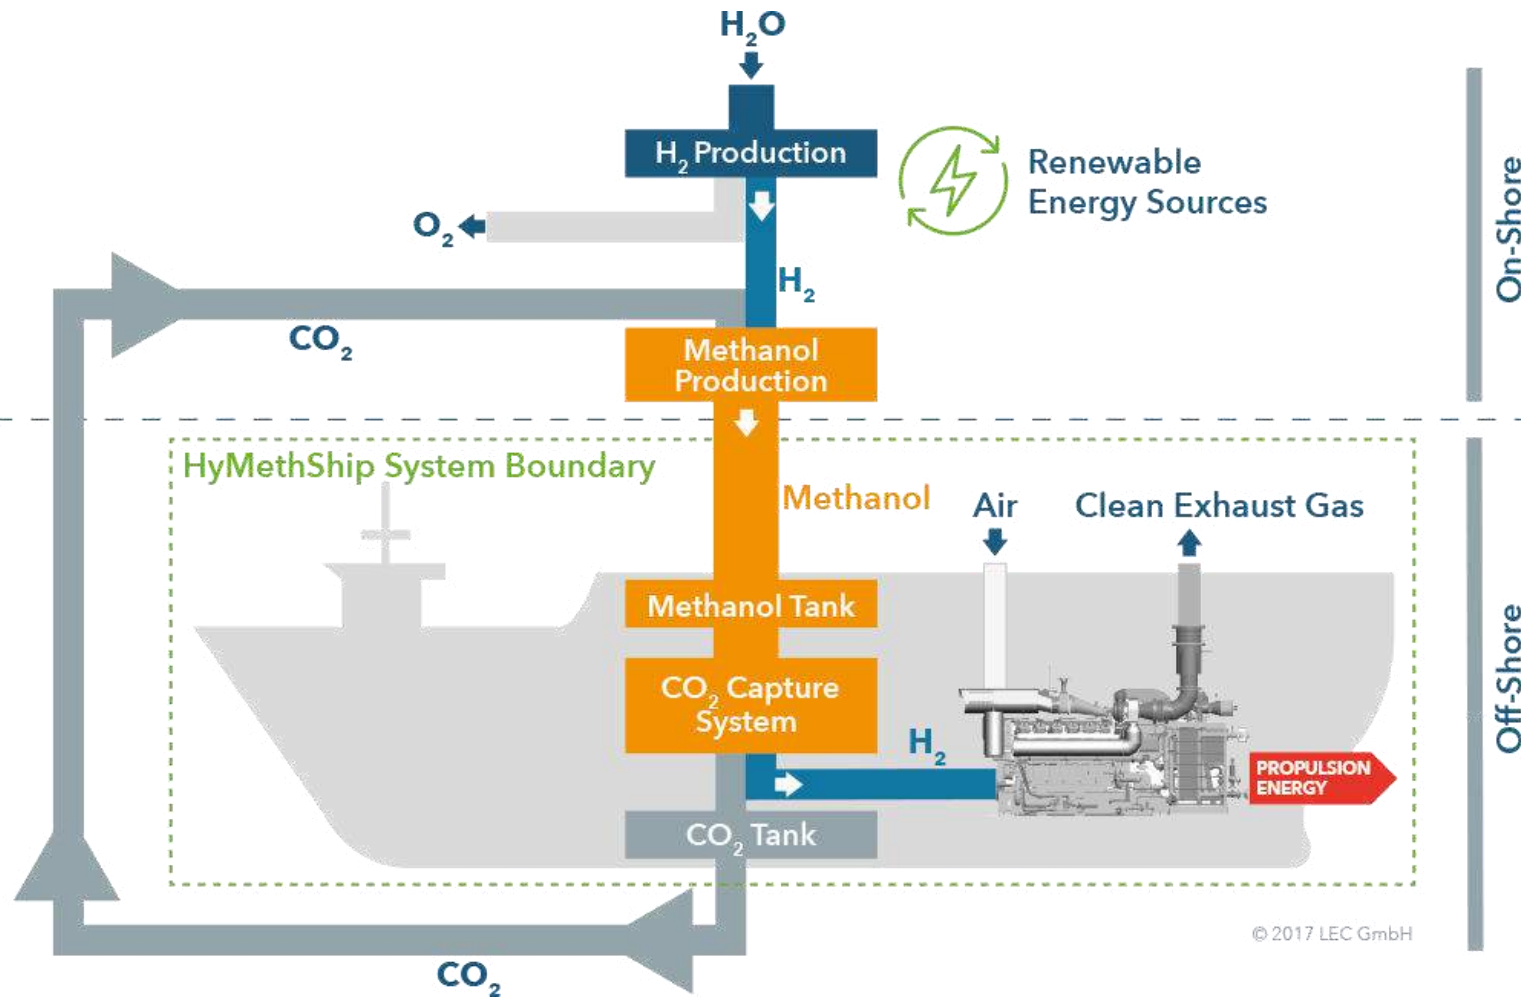 H₂O
H₂ Production
Renewable
Energy Sources
On-Shore
O₂
H₂
CO₂
Methanol
Production
HyMethShip System Boundary
Methanol
Air
Clean Exhaust Gas
Methanol Tank
CO₂ Capture
System
Off-Shore
H₂
PROPULSION
ENERGY
CO₂ Tank
© 2017 LEC GmbH
CO₂